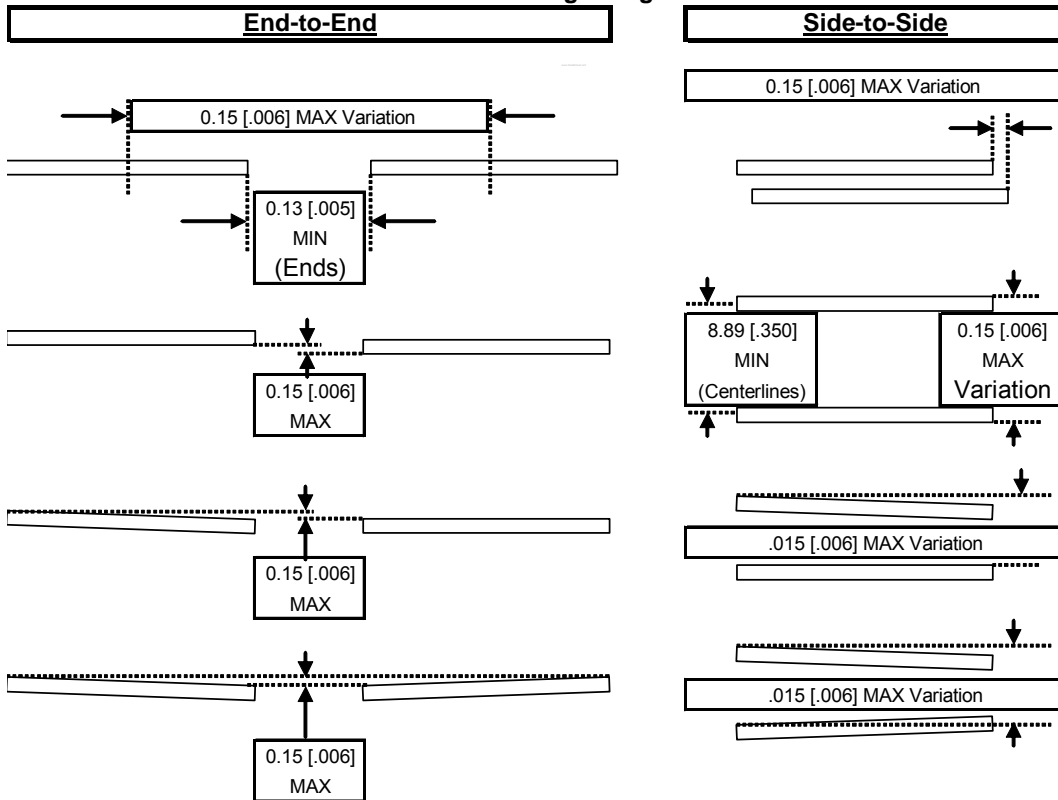 End-to-End
0.15 [.006] MAX Variation
0.13 [.005]
MIN
(Ends)
0.15 [.006]
MAX
0.15 [.006]
MAX
0.15 [.006]
MAX
Side-to-Side
0.15 [.006] MAX Variation
8.89 [.350]
MIN
(Centerlines)
0.15 [.006]
MAX
Variation
.015 [.006] MAX Variation
.015 [.006] MAX Variation